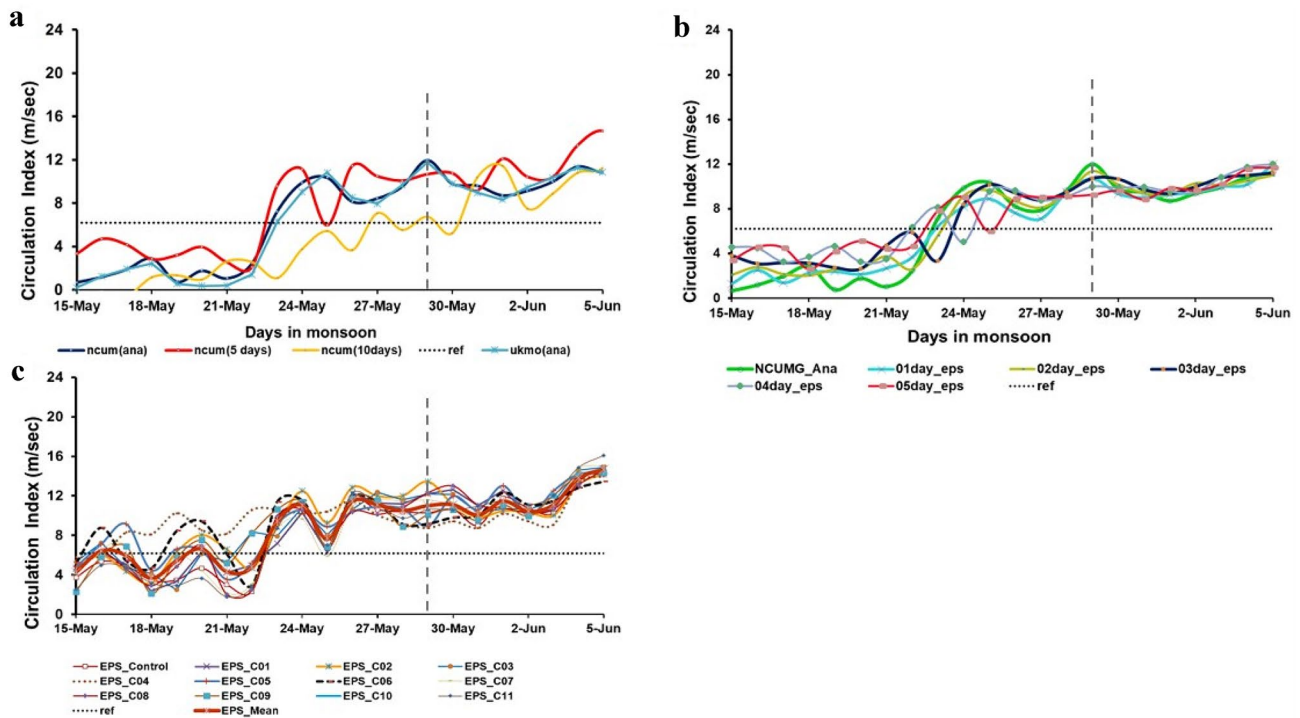 a
Circulation Index (m/sec)
24
20
16
12
8
4
0
15-May 18-May 21-May 24-May 27-May 30-May 2-Jun 5-Jun
Days in monsoon
ncum(ana) ncum(5 days) ncum(10days) ref ukmo(ana)
b
Circulation Index (m/sec)
24
20
16
12
8
4
0
15-May 18-May 21-May 24-May 27-May 30-May 2-Jun 5-Jun
Days in monsoon
NCUMG_Ana 01day_eps 02day_eps 03day_eps
04day_eps 05day_eps ref
c
Circulation Index (m/sec)
24
20
16
12
8
4
0
15-May 18-May 21-May 24-May 27-May 30-May 2-Jun 5-Jun
EPS_Control EPS_C01 EPS_C02 EPS_C03
EPS_C04 EPS_C05 EPS_C06 EPS_C07
EPS_C08 EPS_C09 EPS_C10 EPS_C11
ref EPS_Mean